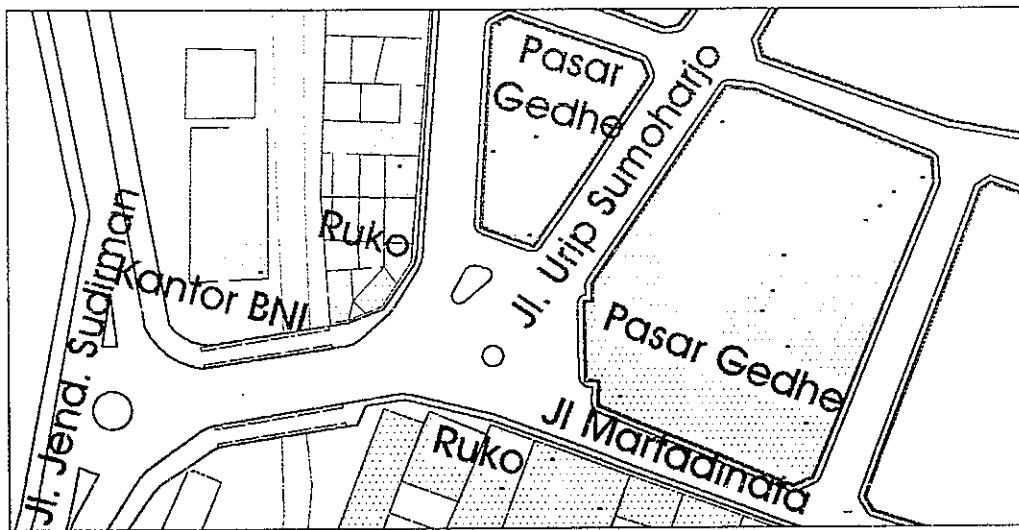 Pasar
Gedhe
Jl. Urip Sumoharjo
Ruko
Kantor BNI
Jl. Jend. Sudirman
Pasar Gedhe
Jl Martadinata
Ruko